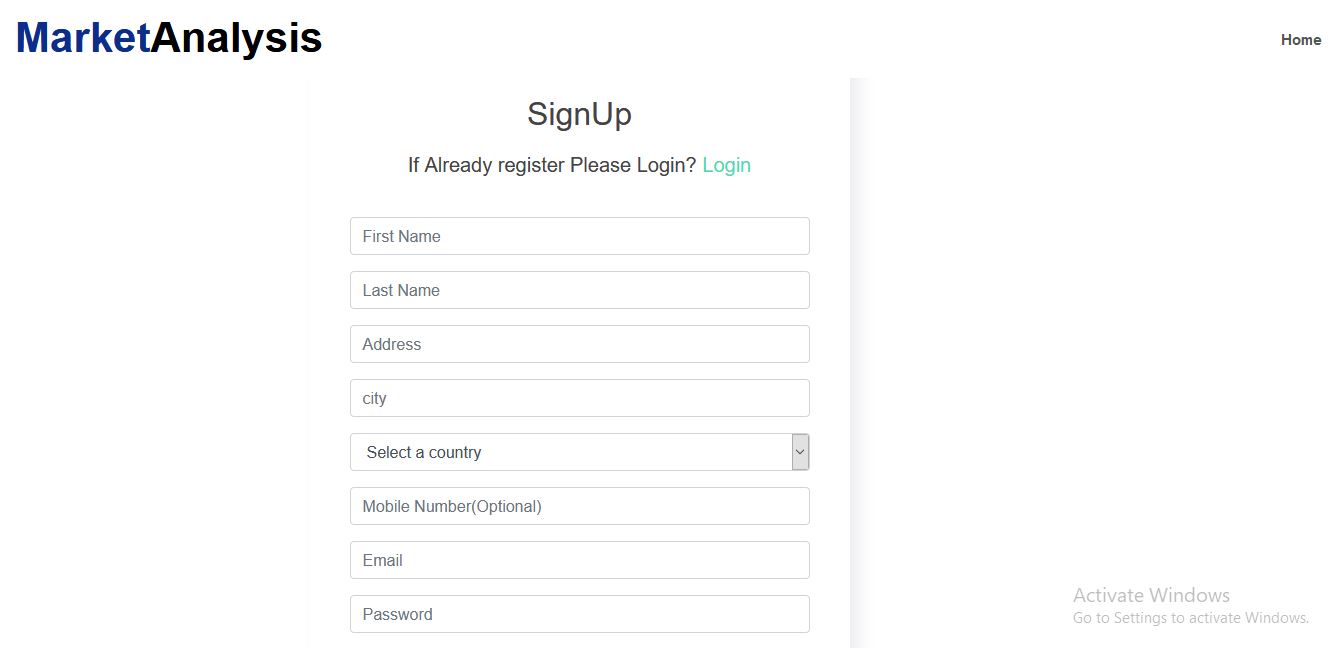 MarketAnalysis
Home
SignUp
If Already register Please Login? Login
First Name
Last Name
Address
city
Select a country
Mobile Number(Optional)
Email
Password
Activate Windows
Go to Settings to activate Windows.